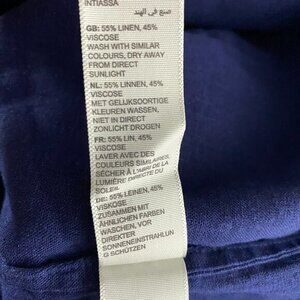 INTIASSA
صنع في الهند
GB: 55% LINEN, 45%
VISCOSE
WASH WITH SIMILAR
COLOURS, DRY AWAY
FROM DIRECT
SUNLIGHT
NL: 55% LINNEN, 45%
VISCOSE
MET GELIJKSOORTIGE
KLEUREN WASSEN,
NIET IN DIRECT
ZONLICHT DROGEN
FR: 55% LIN, 45%
VISCOSE
LAVER AVEC DES
COULEURS SIMILAIRES,
SÉCHER À L'ABRI DE LA
LUMIÈRE DIRECTE DU
SOLEIL
DE: 55% LEINEN, 45%
VISKOSE
ZUSAMMEN MIT
ÄHNLICHEN FARBEN
WASCHEN, VOR
DIREKTER
SONNENEINSTRAHLUN
G SCHÜTZEN